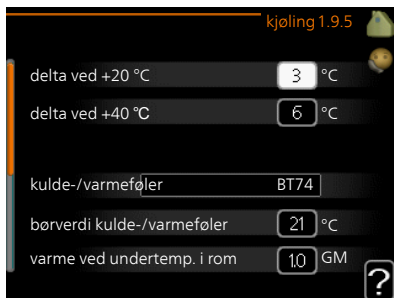 kjøling 1.9.5
delta ved +20 °C 3 °C
delta ved +40 °C 6 °C
kulde-/varmeføler BT74
børverdi kulde-/varmeføler 21 °C
varme ved undertemp. i rom 1.0 GM
?